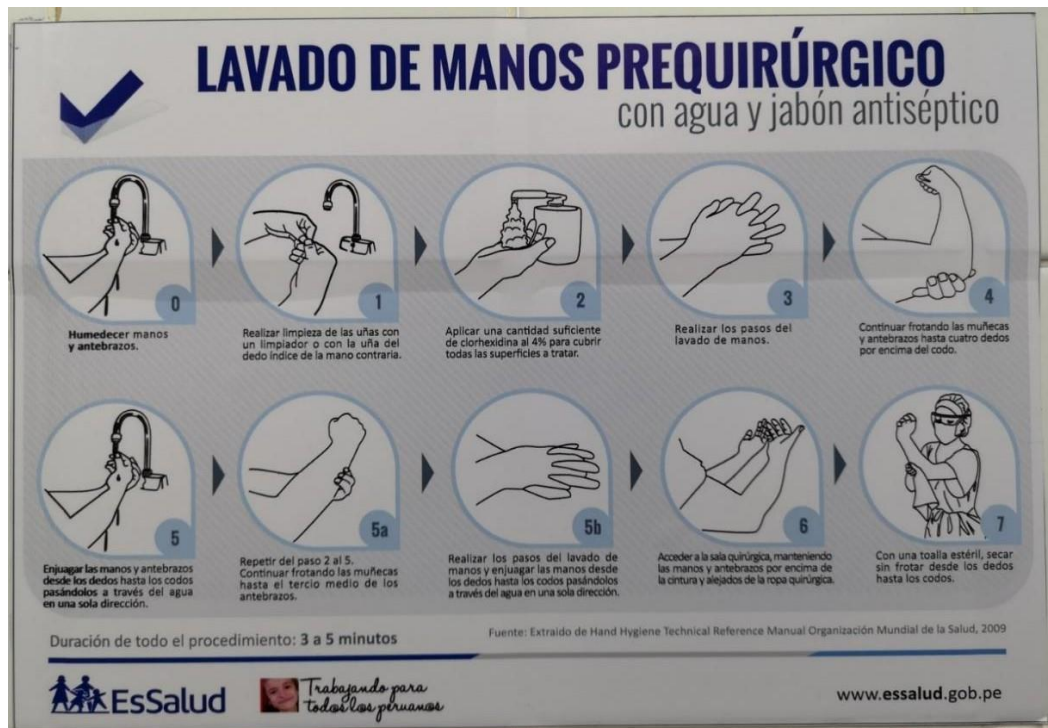 LAVADO DE MANOS PREQUIRÚRGICO
con agua y jabón antiséptico
0
Humedecer manos
y antebrazos.
1
Realizar limpieza de las uñas con
un limpiador o con la uña del
dedo índice de la mano contraria.
2
Aplicar una cantidad suficiente
de clorhexidina al 4% para cubrir
todas las superficies a tratar.
3
Realizar los pasos del
lavado de manos.
4
Continuar frotando las muñecas
y antebrazos hasta cuatro dedos
por encima del codo.
5
Enjuagar las manos y antebrazos
desde los dedos hasta los codos
pasándolos a través del agua
en una sola dirección.
5a
Repetir del paso 2 al 5.
Continuar frotando las muñecas
hasta el tercio medio de los
antebrazos.
5b
Realizar los pasos del lavado de
manos y enjuagar las manos desde
los dedos hasta los codos pasándolos
a través del agua en una sola dirección.
6
Acceder a la sala quirúrgica, manteniendo
las manos y antebrazos por encima de
la cintura y alejados de la ropa quirúrgica.
7
Con una toalla estéril, secar
sin frotar desde los dedos
hasta los codos.
Duración de todo el procedimiento: 3 a 5 minutos
Fuente: Extraido de Hand Hygiene Technical Reference Manual Organización Mundial de la Salud, 2009
EsSalud
Trabajando para
todos los peruanos
www.essalud.gob.pe